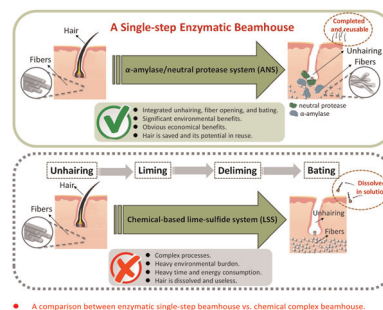 A Single-step Enzymatic Beamhouse
Hair
Fibers
α-amylase/neutral protease system (ANS)
Completed
and reusable
Unhairing
Fibers
neutral protease
α-amylase
Integrated unhairing, fiber opening, and bating.
Significant environmental benefits.
Obvious economical benefits.
Hair is saved and its potential in reuse.
Unhairing
Liming
Deliming
Bating
Hair
Fibers
Chemical-based lime-sulfide system (LSS)
Dissolved
in solution
Unhairing
Fibers
Complex processes.
Heavy environmental burden.
Heavy time and energy consumption.
Hair is dissolved and useless.
A comparison between enzymatic single-step beamhouse vs. chemical complex beamhouse.